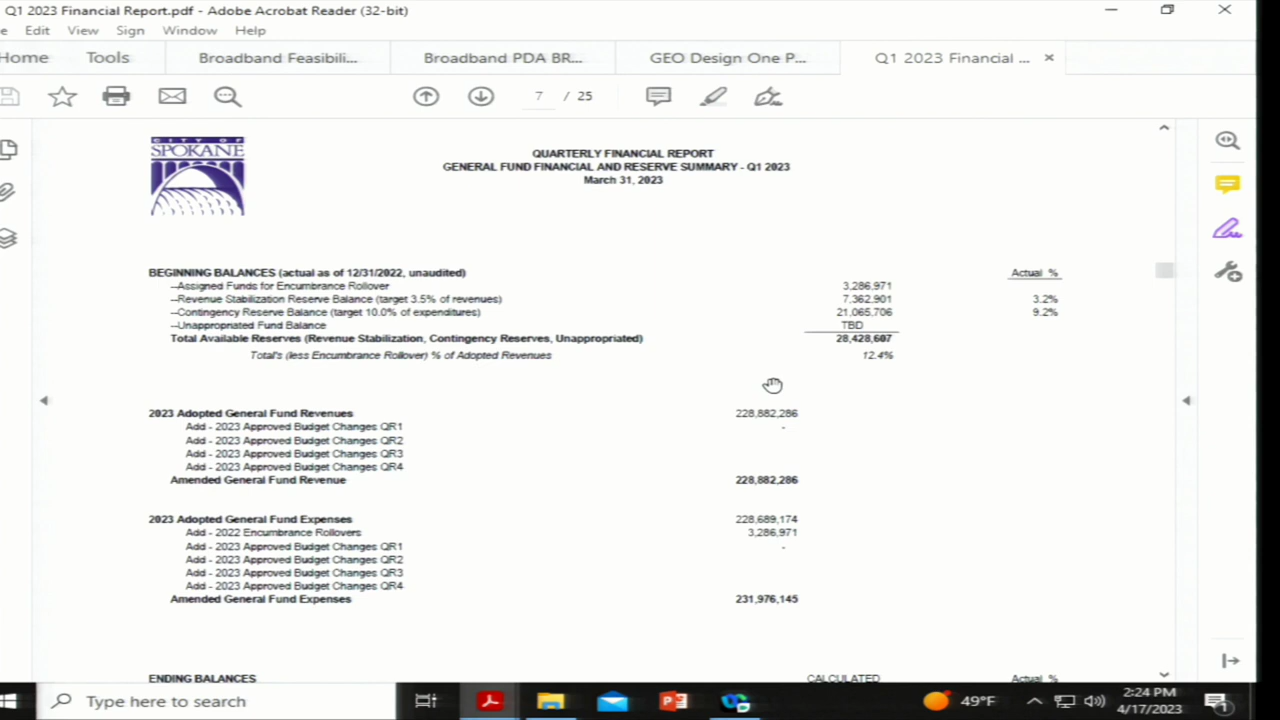 Q1 2023 Financial Report.pdf - Adobe Acrobat Reader (32-bit)
e Edit View Sign Window Help
Home Tools Broadband Feasibili... Broadband PDA BR... GEO Design One P... Q1 2023 Financial ...
7 / 25
CITY OF
SPOKANE
QUARTERLY FINANCIAL REPORT
GENERAL FUND FINANCIAL AND RESERVE SUMMARY - Q1 2023
March 31, 2023
BEGINNING BALANCES (actual as of 12/31/2022, unaudited) Actual %
--Assigned Funds for Encumbrance Rollover 3,286,971
--Revenue Stabilization Reserve Balance (target 3.5% of revenues) 7,362,901 3.2%
--Contingency Reserve Balance (target 10.0% of expenditures) 21,065,706 9.2%
--Unappropriated Fund Balance TBD
Total Available Reserves (Revenue Stabilization, Contingency Reserves, Unappropriated) 28,428,607
Total's (less Encumbrance Rollover) % of Adopted Revenues 12.4%
2023 Adopted General Fund Revenues 228,882,286
Add - 2023 Approved Budget Changes QR1 -
Add - 2023 Approved Budget Changes QR2
Add - 2023 Approved Budget Changes QR3
Add - 2023 Approved Budget Changes QR4
Amended General Fund Revenue 228,882,286
2023 Adopted General Fund Expenses 228,689,174
Add - 2022 Encumbrance Rollovers 3,286,971
Add - 2023 Approved Budget Changes QR1 -
Add - 2023 Approved Budget Changes QR2
Add - 2023 Approved Budget Changes QR3
Add - 2023 Approved Budget Changes QR4
Amended General Fund Expenses 231,976,145
ENDING BALANCES CALCULATED Actual %
Type here to search 49°F 2:24 PM
4/17/2023 1